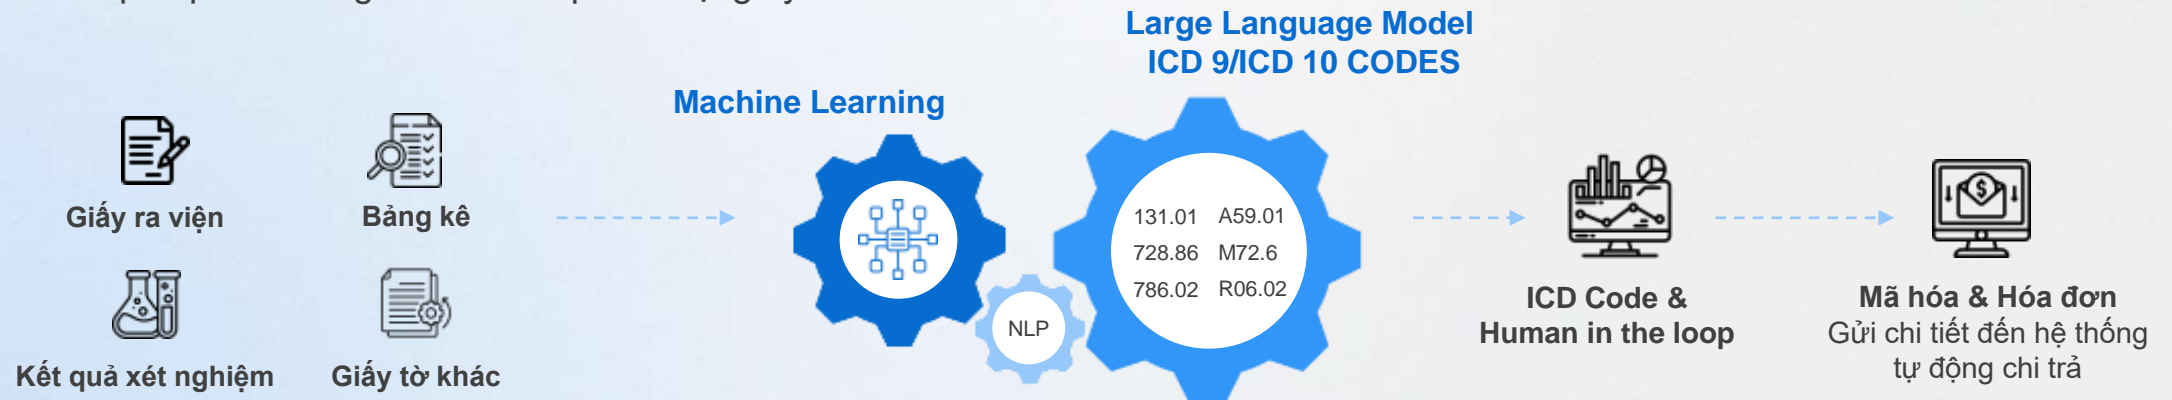 Large Language Model
ICD 9/ICD 10 CODES
Machine Learning
Giấy ra viện
Bảng kê
Kết quả xét nghiệm
Giấy tờ khác
NLP
131.01 A59.01
728.86 M72.6
786.02 R06.02
ICD Code &
Human in the loop
Mã hóa & Hóa đơn
Gửi chi tiết đến hệ thống
tự động chi trả